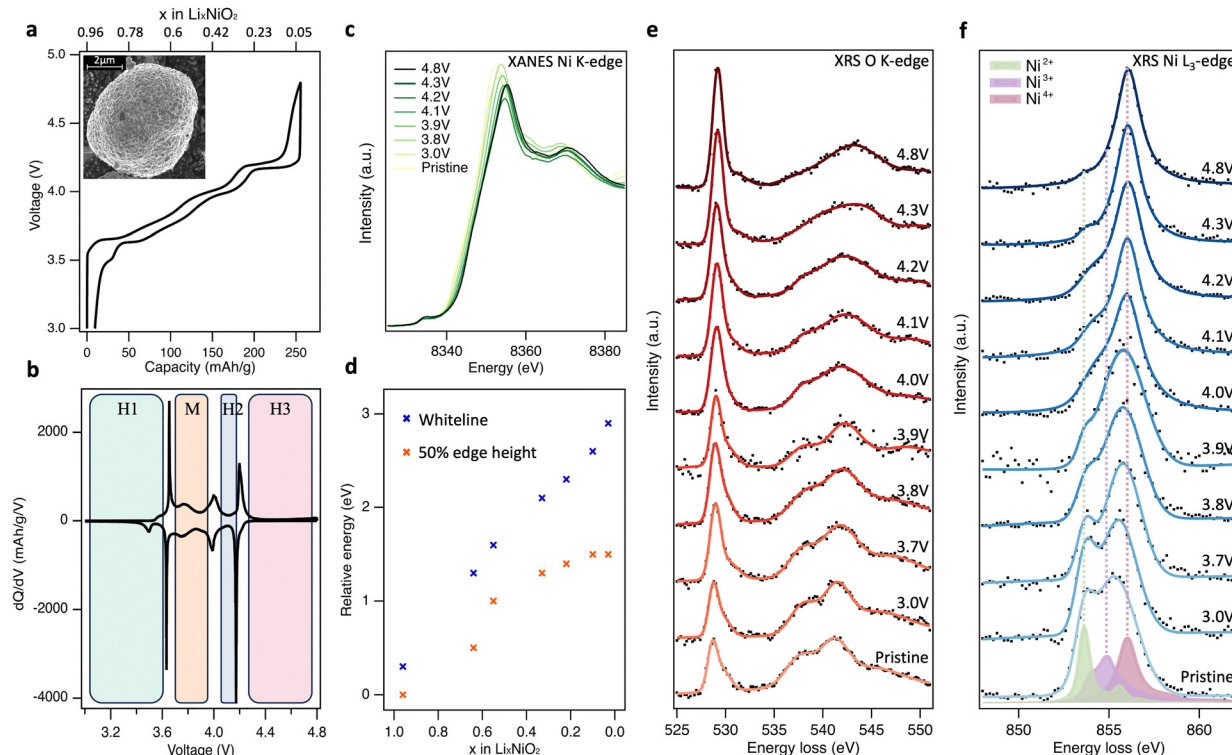 a
x in LixNiO2
0.96 0.78 0.6 0.42 0.23 0.05
5.0
4.5
4.0
3.5
3.0
Voltage (V)
2µm
0 50 100 150 200 250
Capacity (mAh/g)
b
H1 M H2 H3
2000
0
-2000
-4000
dQ/dV (mAh/g/V)
3.2 3.6 4.0 4.4 4.8
Voltage (V)
c
XANES Ni K-edge
4.8V
4.3V
4.2V
4.1V
3.9V
3.8V
3.0V
Pristine
Intensity (a.u.)
8340 8360 8380
Energy (eV)
d
Whiteline
50% edge height
3
2
1
0
Relative energy (eV)
1.0 0.8 0.6 0.4 0.2 0.0
x in LixNiO2
e
XRS O K-edge
4.8V
4.3V
4.2V
4.1V
4.0V
3.9V
3.8V
3.7V
3.0V
Pristine
Intensity (a.u.)
525 530 535 540 545 550
Energy loss (eV)
f
XRS Ni L3-edge
Ni2+
Ni3+
Ni4+
4.8V
4.3V
4.2V
4.1V
4.0V
3.9V
3.8V
3.7V
3.0V
Pristine
Intensity (a.u.)
850 855 860
Energy loss (eV)